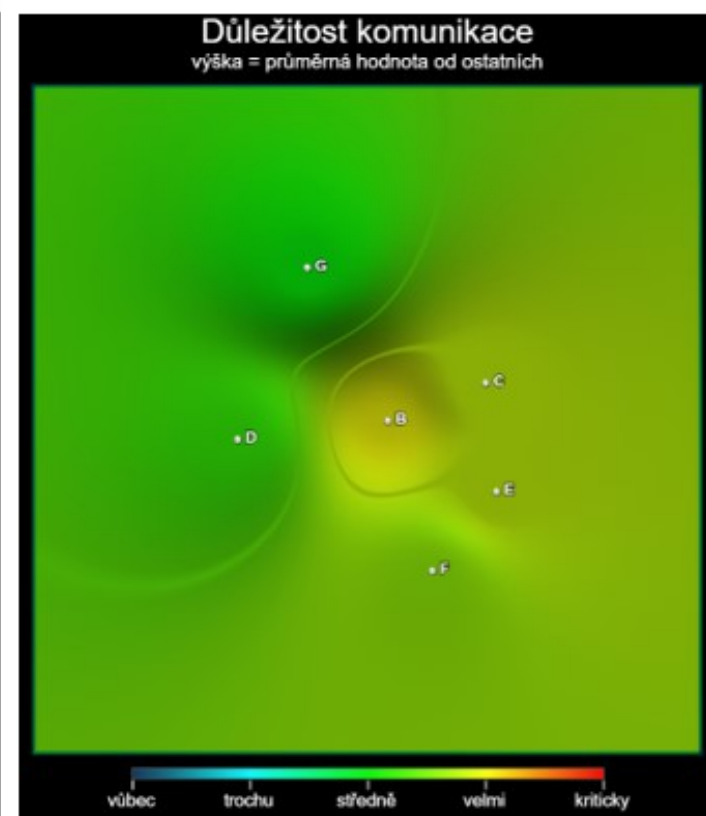 Důležitost komunikace
výška = průměrná hodnota od ostatních
G
C
B
D
E
F
vůbec trochu středně velmi kriticky